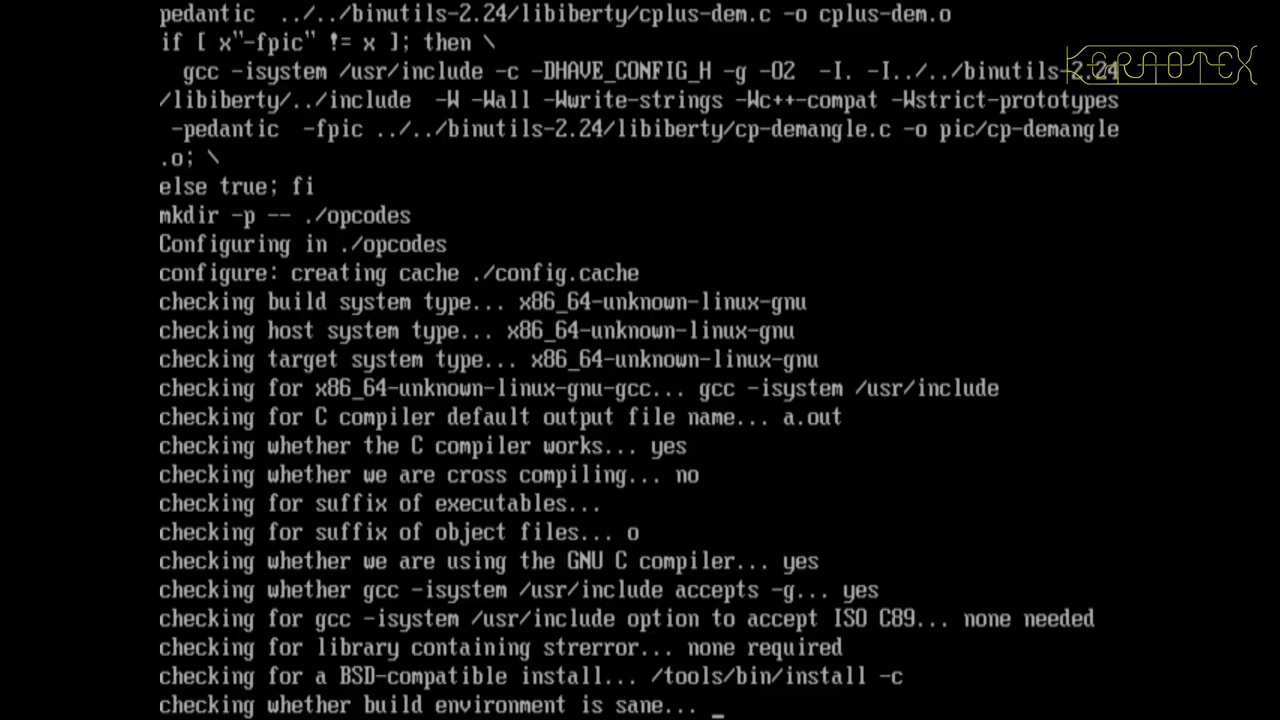 pedantic  ../../binutils-2.24/libiberty/cplus-dem.c -o cplus-dem.o
if [ x"-fpic" != x ]; then \
  gcc -isystem /usr/include -c -DHAVE_CONFIG_H -g -O2  -I. -I../../binutils-2.24
/libiberty/../include  -W -Wall -Wwrite-strings -Wc++-compat -Wstrict-prototypes
 -pedantic  -fpic ../../binutils-2.24/libiberty/cp-demangle.c -o pic/cp-demangle
.o; \
else true; fi
mkdir -p -- ./opcodes
Configuring in ./opcodes
configure: creating cache ./config.cache
checking build system type... x86_64-unknown-linux-gnu
checking host system type... x86_64-unknown-linux-gnu
checking target system type... x86_64-unknown-linux-gnu
checking for x86_64-unknown-linux-gnu-gcc... gcc -isystem /usr/include
checking for C compiler default output file name... a.out
checking whether the C compiler works... yes
checking whether we are cross compiling... no
checking for suffix of executables...
checking for suffix of object files... o
checking whether we are using the GNU C compiler... yes
checking whether gcc -isystem /usr/include accepts -g... yes
checking for gcc -isystem /usr/include option to accept ISO C89... none needed
checking for library containing strerror... none required
checking for a BSD-compatible install... /tools/bin/install -c
checking whether build environment is sane... _